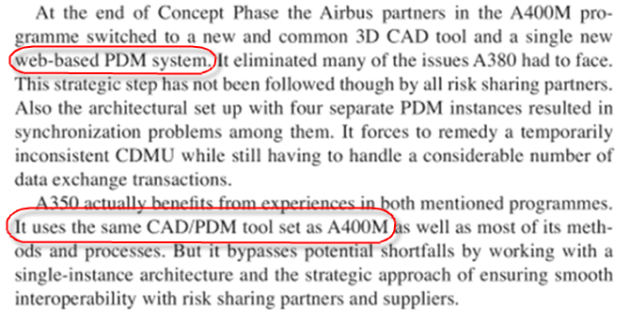 At the end of Concept Phase the Airbus partners in the A400M pro-
gramme switched to a new and common 3D CAD tool and a single new
web-based PDM system. It eliminated many of the issues A380 had to face.
This strategic step has not been followed though by all risk sharing partners.
Also the architectural set up with four separate PDM instances resulted in
synchronization problems among them. It forces to remedy a temporarily
inconsistent CDMU while still having to handle a considerable number of
data exchange transactions.
A350 actually benefits from experiences in both mentioned programmes.
It uses the same CAD/PDM tool set as A400M as well as most of its meth-
ods and processes. But it bypasses potential shortfalls by working with a
single-instance architecture and the strategic approach of ensuring smooth
interoperability with risk sharing partners and suppliers.